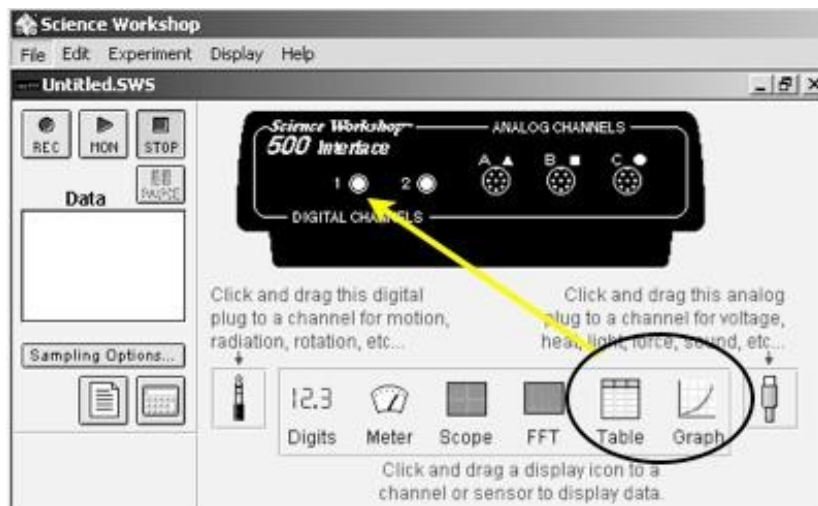 Science Workshop
File Edit Experiment Display Help
Untitled.SWS
REC MON STOP
PAUSE
Data
Sampling Options...
Science Workshop
500 Interface
ANALOG CHANNELS
A B C
1 2
DIGITAL CHANNELS
Click and drag this digital
plug to a channel for motion,
radiation, rotation, etc...
Click and drag this analog
plug to a channel for voltage,
heat, light, force, sound, etc...
12.3
Digits Meter Scope FFT Table Graph
Click and drag a display icon to a
channel or sensor to display data.